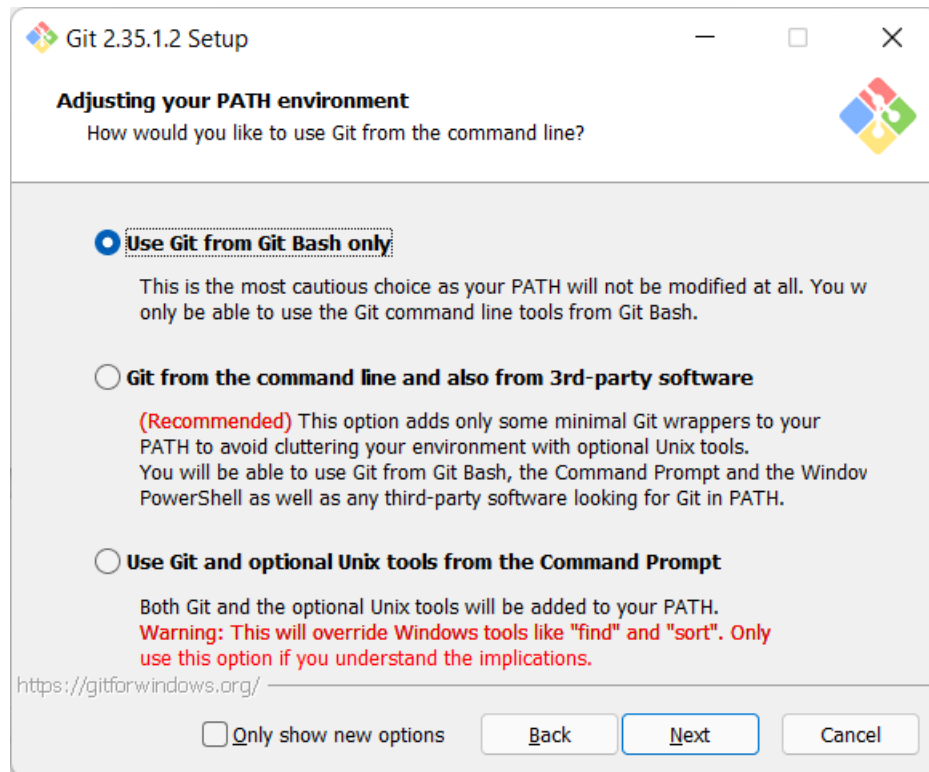 Git 2.35.1.2 Setup
Adjusting your PATH environment
How would you like to use Git from the command line?
Use Git from Git Bash only
This is the most cautious choice as your PATH will not be modified at all. You w
only be able to use the Git command line tools from Git Bash.
Git from the command line and also from 3rd-party software
(Recommended) This option adds only some minimal Git wrappers to your
PATH to avoid cluttering your environment with optional Unix tools.
You will be able to use Git from Git Bash, the Command Prompt and the Window
PowerShell as well as any third-party software looking for Git in PATH.
Use Git and optional Unix tools from the Command Prompt
Both Git and the optional Unix tools will be added to your PATH.
Warning: This will override Windows tools like "find" and "sort". Only
use this option if you understand the implications.
https://gitforwindows.org/
Only show new options Back Next Cancel